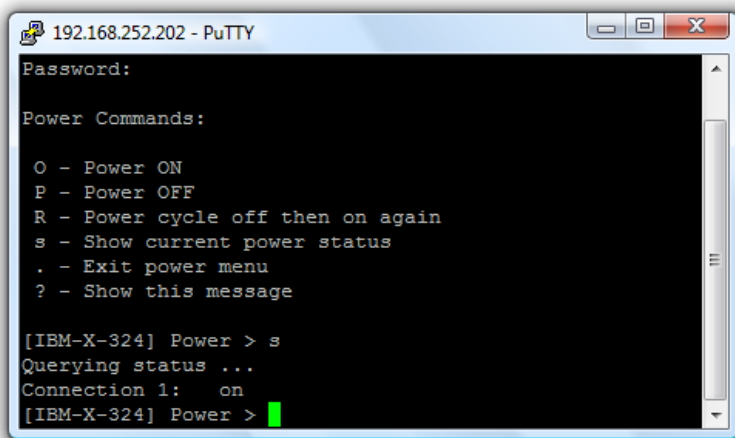 192.168.252.202 - PuTTY
Password:
Power Commands:
O - Power ON
P - Power OFF
R - Power cycle off then on again
s - Show current power status
. - Exit power menu
? - Show this message
[IBM-X-324] Power > s
Querying status ...
Connection 1:   on
[IBM-X-324] Power >